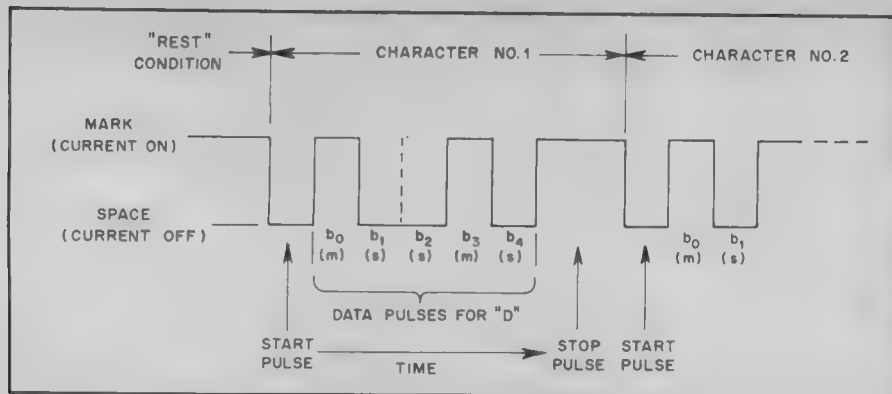 "REST"
CONDITION
CHARACTER NO.1
CHARACTER NO.2
MARK
(CURRENT ON)
SPACE
(CURRENT OFF)
b0 b1 b2 b3 b4
(m) (s) (s) (m) (s)
b0 b1
(m) (s)
DATA PULSES FOR "D"
START
PULSE
TIME
STOP
PULSE
START
PULSE